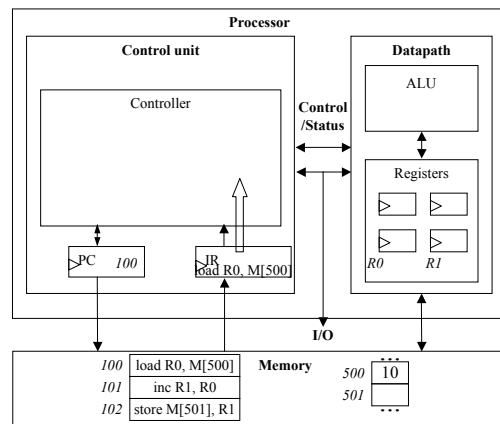 Processor
Control unit
Datapath
Controller
ALU
Control
/Status
Registers
PC 100
IR
load R0, M[500]
R0 R1
I/O
Memory
100 load R0, M[500]
101 inc R1, R0
102 store M[501], R1
...
500 10
501
...